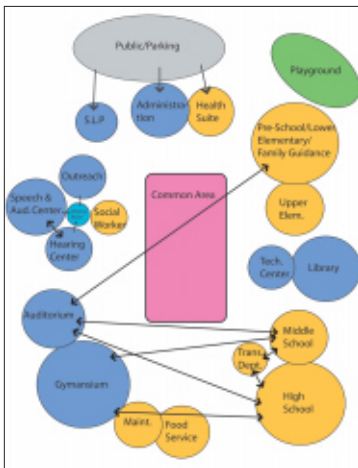 Public/Parking
Playground
S.L.P
Administra-
tion
Health
Suite
Pre-School/Lower
Elementary/
Family Guidance
Outreach
Common Area
Upper
Elem.
Speech &
Aud. Center
Social
Worker
Hearing
Center
Tech.
Center
Library
Auditorium
Middle
School
Trans.
Dept.
Gymansium
High
School
Maint.
Food
Service